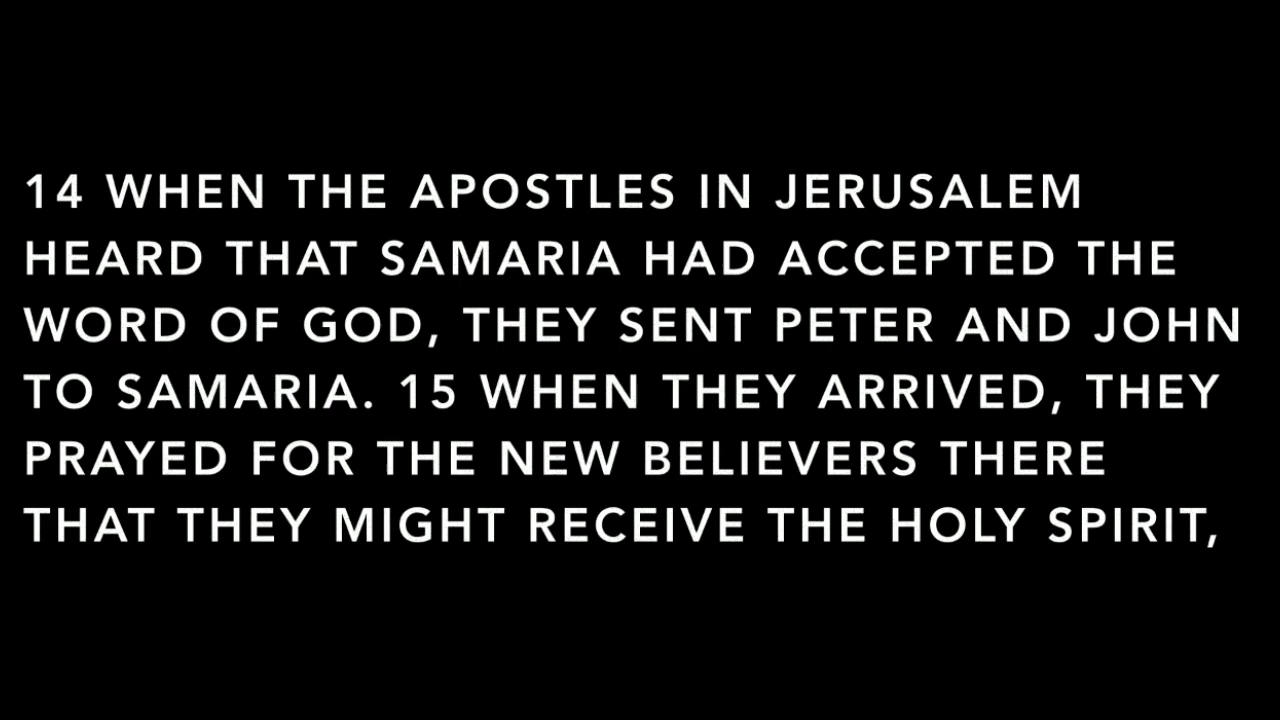 14 WHEN THE APOSTLES IN JERUSALEM
HEARD THAT SAMARIA HAD ACCEPTED THE
WORD OF GOD, THEY SENT PETER AND JOHN
TO SAMARIA. 15 WHEN THEY ARRIVED, THEY
PRAYED FOR THE NEW BELIEVERS THERE
THAT THEY MIGHT RECEIVE THE HOLY SPIRIT,